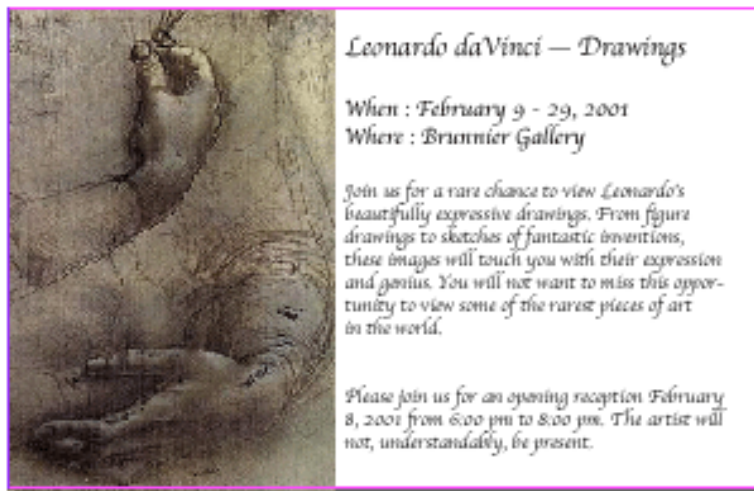 Leonardo daVinci — Drawings
When : February 9 - 29, 2001
Where : Brunnier Gallery
Join us for a rare chance to view Leonardo's
beautifully expressive drawings. From figure
drawings to sketches of fantastic inventions,
these images will touch you with their expression
and genius. You will not want to miss this oppor-
tunity to view some of the rarest pieces of art
in the world.
Please join us for an opening reception February
8, 2001 from 6:00 pm to 8:00 pm. The artist will
not, understandably, be present.